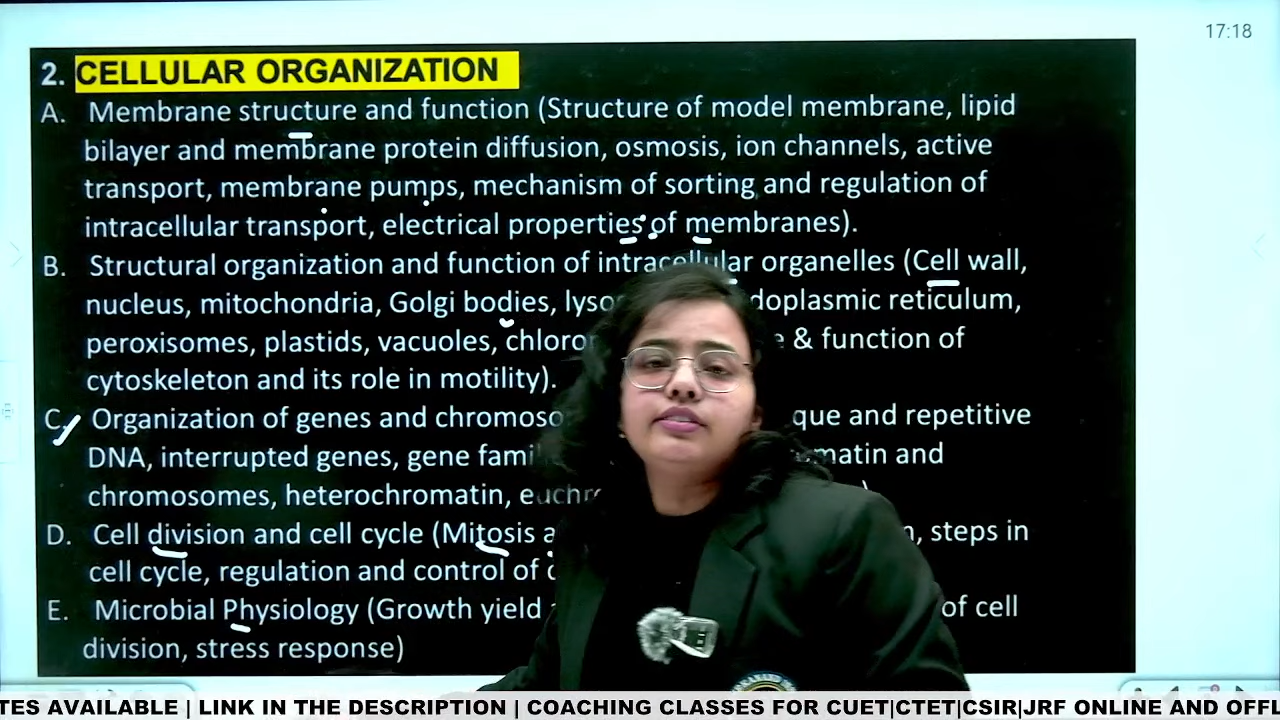 17:18
2. CELLULAR ORGANIZATION
A. Membrane structure and function (Structure of model membrane, lipid
bilayer and membrane protein diffusion, osmosis, ion channels, active
transport, membrane pumps, mechanism of sorting and regulation of
intracellular transport, electrical properties of membranes).
B. Structural organization and function of intracellular organelles (Cell wall,
nucleus, mitochondria, Golgi bodies, lyso doplasmic reticulum,
peroxisomes, plastids, vacuoles, chloro e & function of
cytoskeleton and its role in motility).
C. Organization of genes and chromoso que and repetitive
DNA, interrupted genes, gene fami matin and
chromosomes, heterochromatin, euchr )
D. Cell division and cell cycle (Mitosis a n, steps in
cell cycle, regulation and control of c
E. Microbial Physiology (Growth yield of cell
division, stress response)
TES AVAILABLE | LINK IN THE DESCRIPTION | COACHING CLASSES FOR CUET|CTET|CSIR|JRF ONLINE AND OFFL